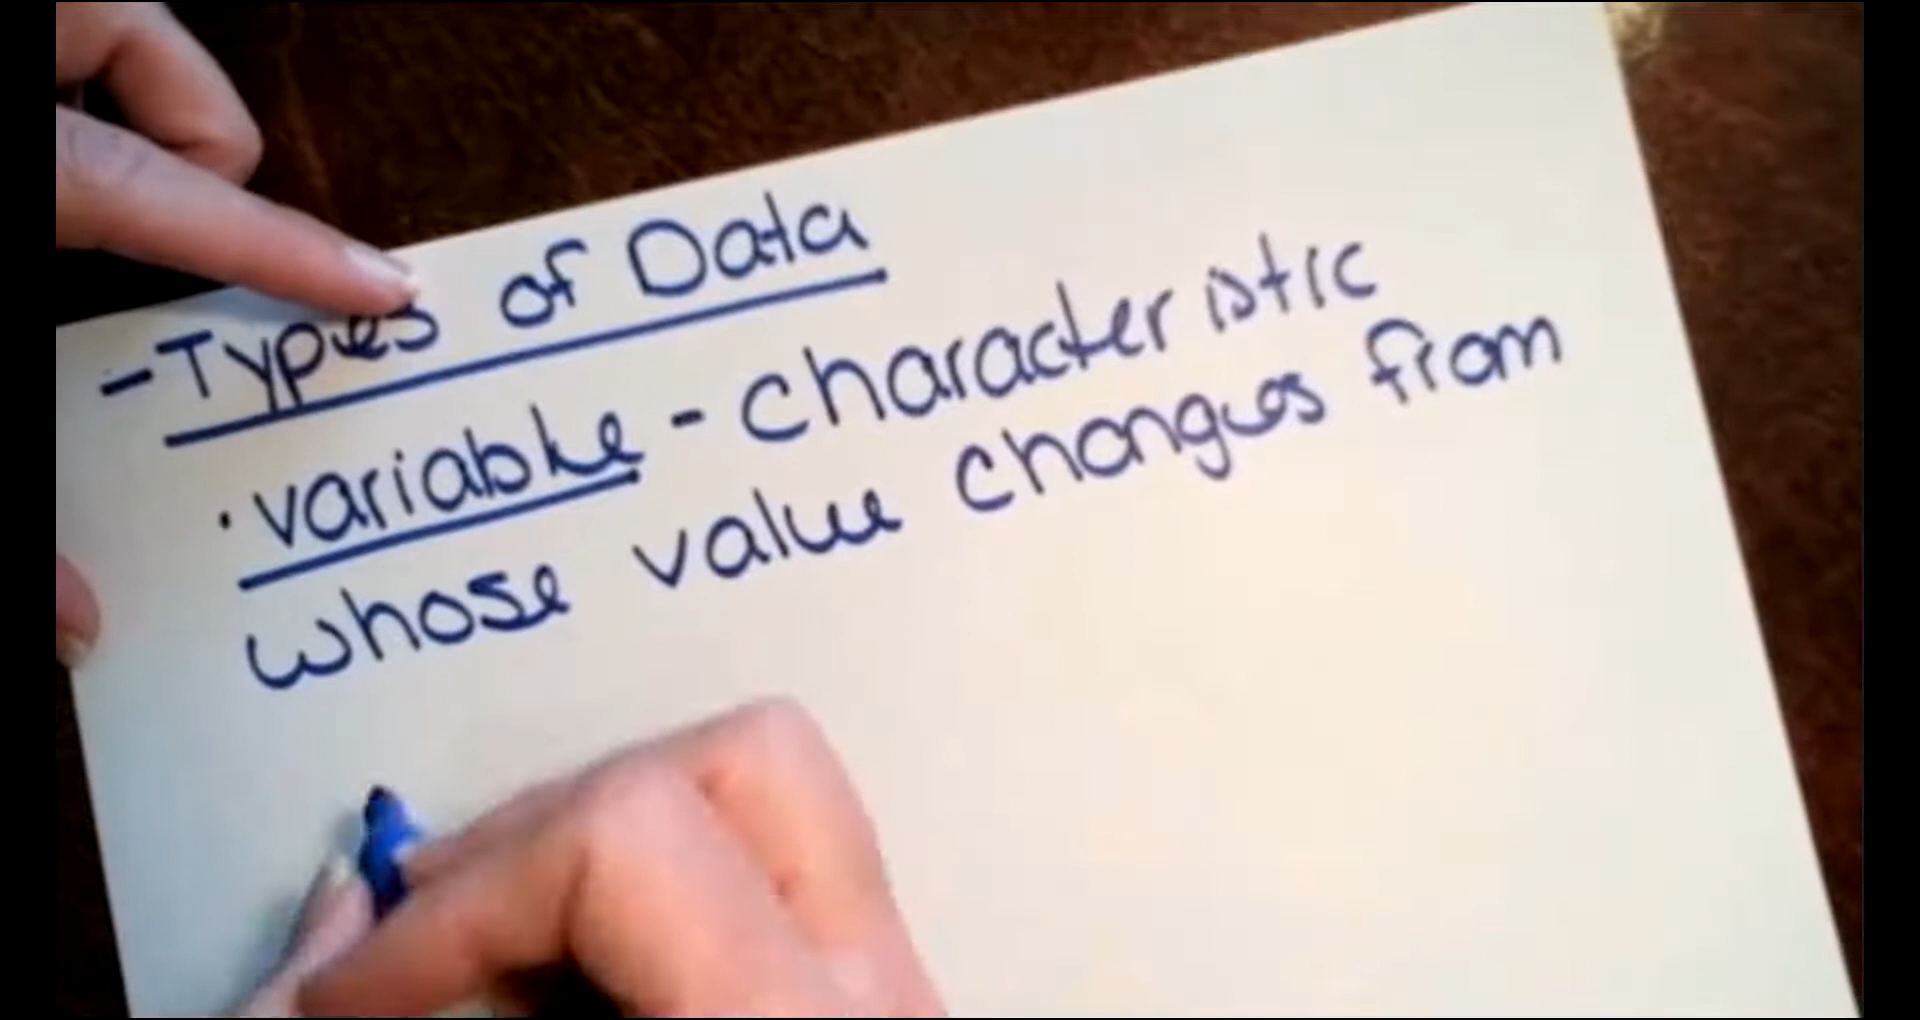 - Types of Data
· variable - characteristic
whose value changes from